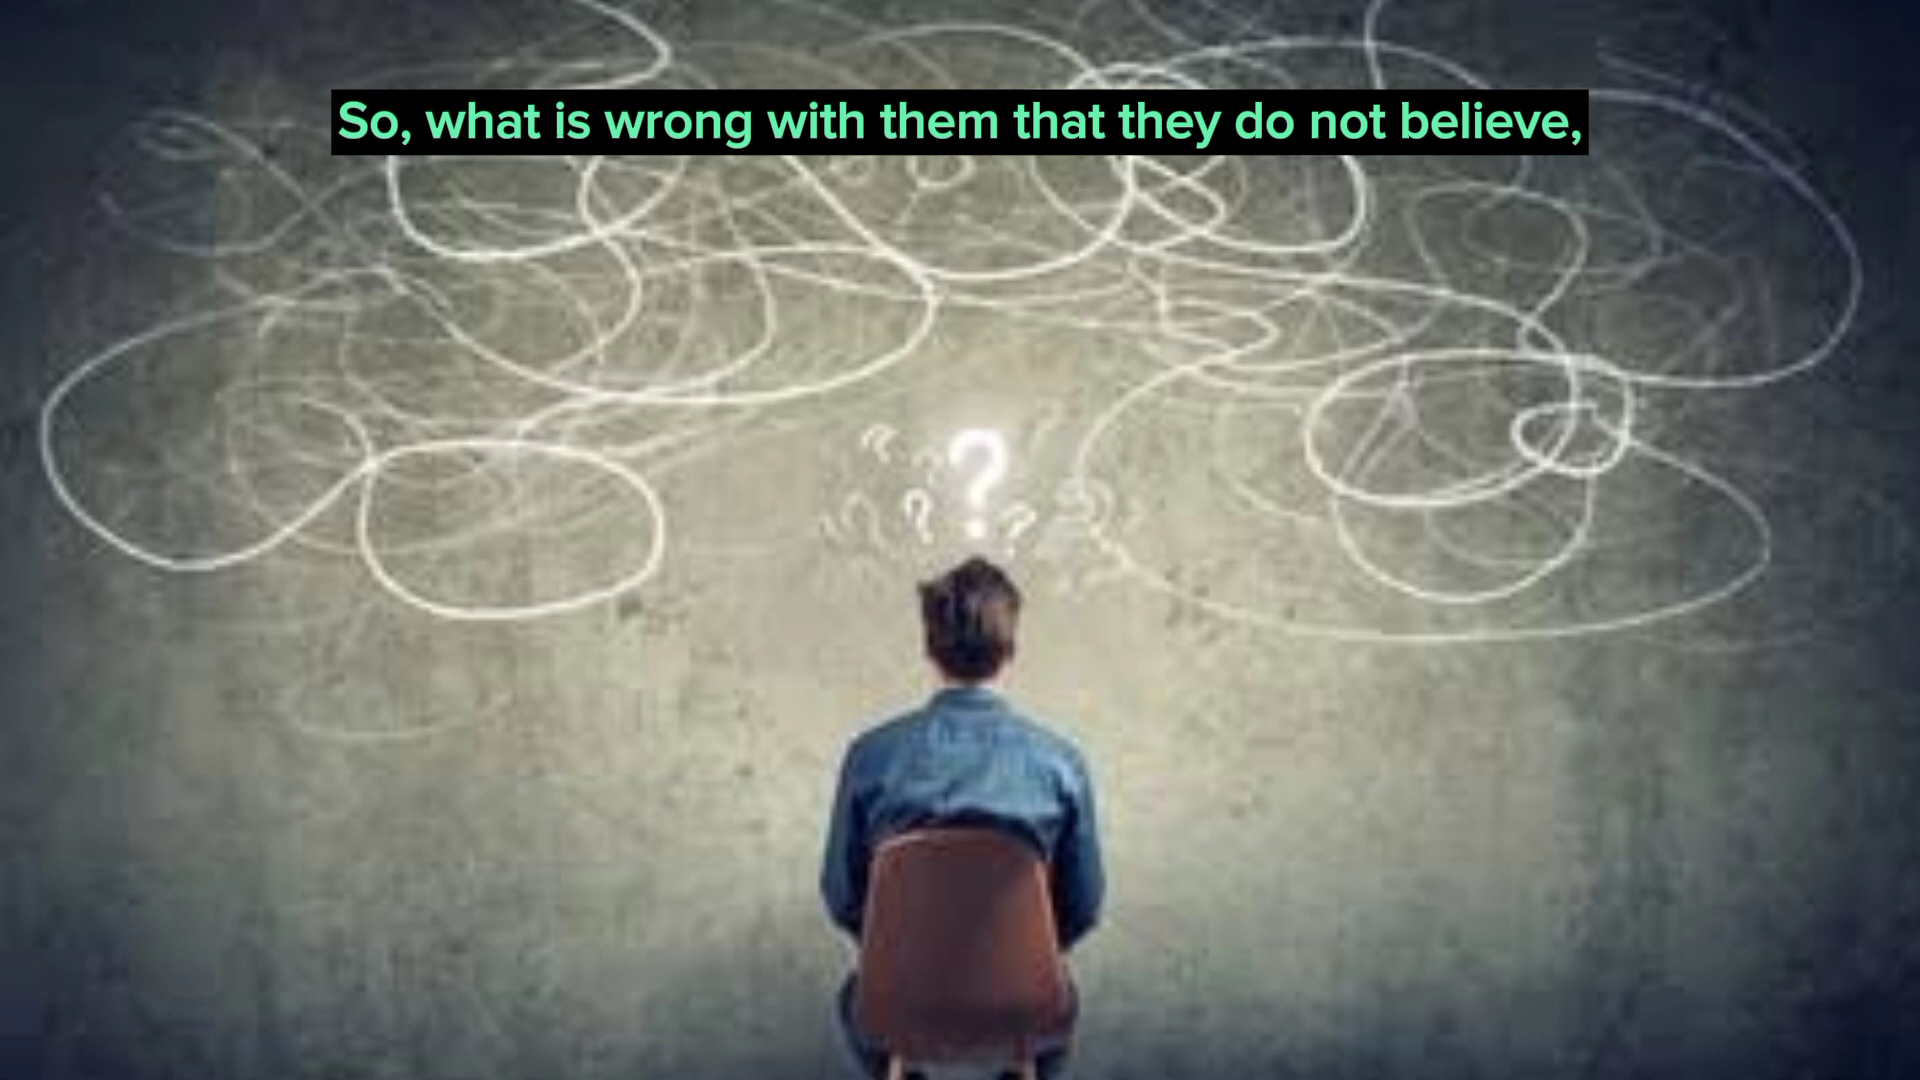 So, what is wrong with them that they do not believe,